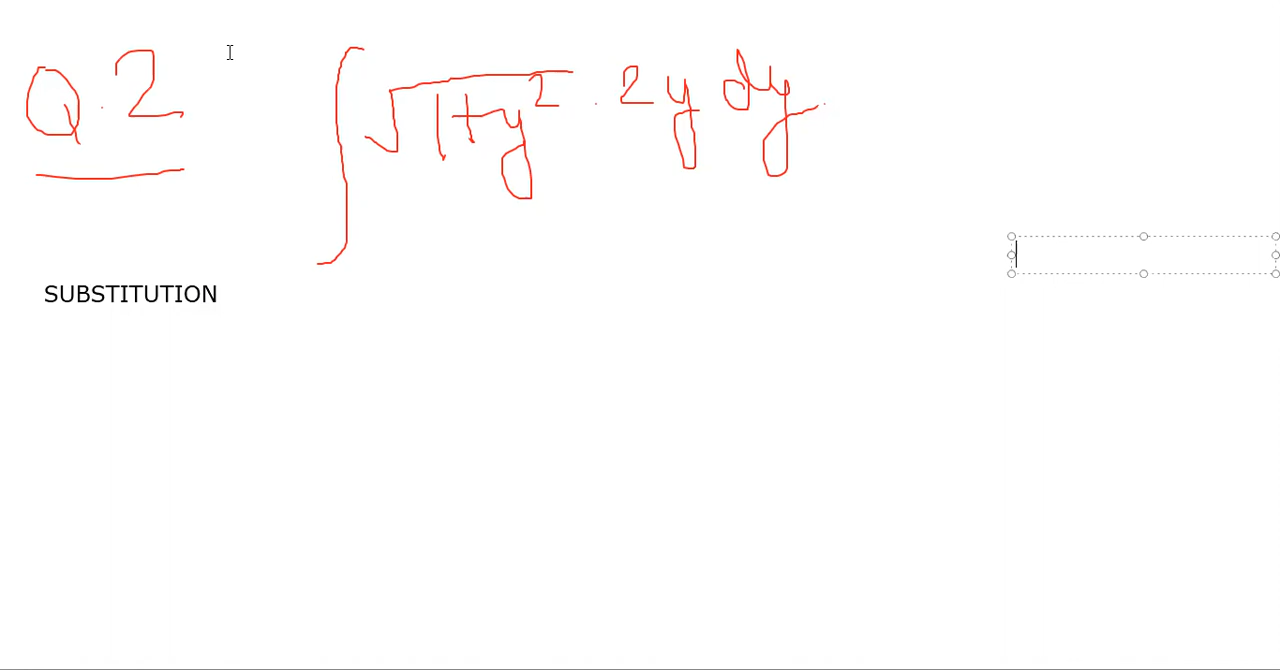 Q.2 ∫√(1+y²) . 2y dy.
SUBSTITUTION